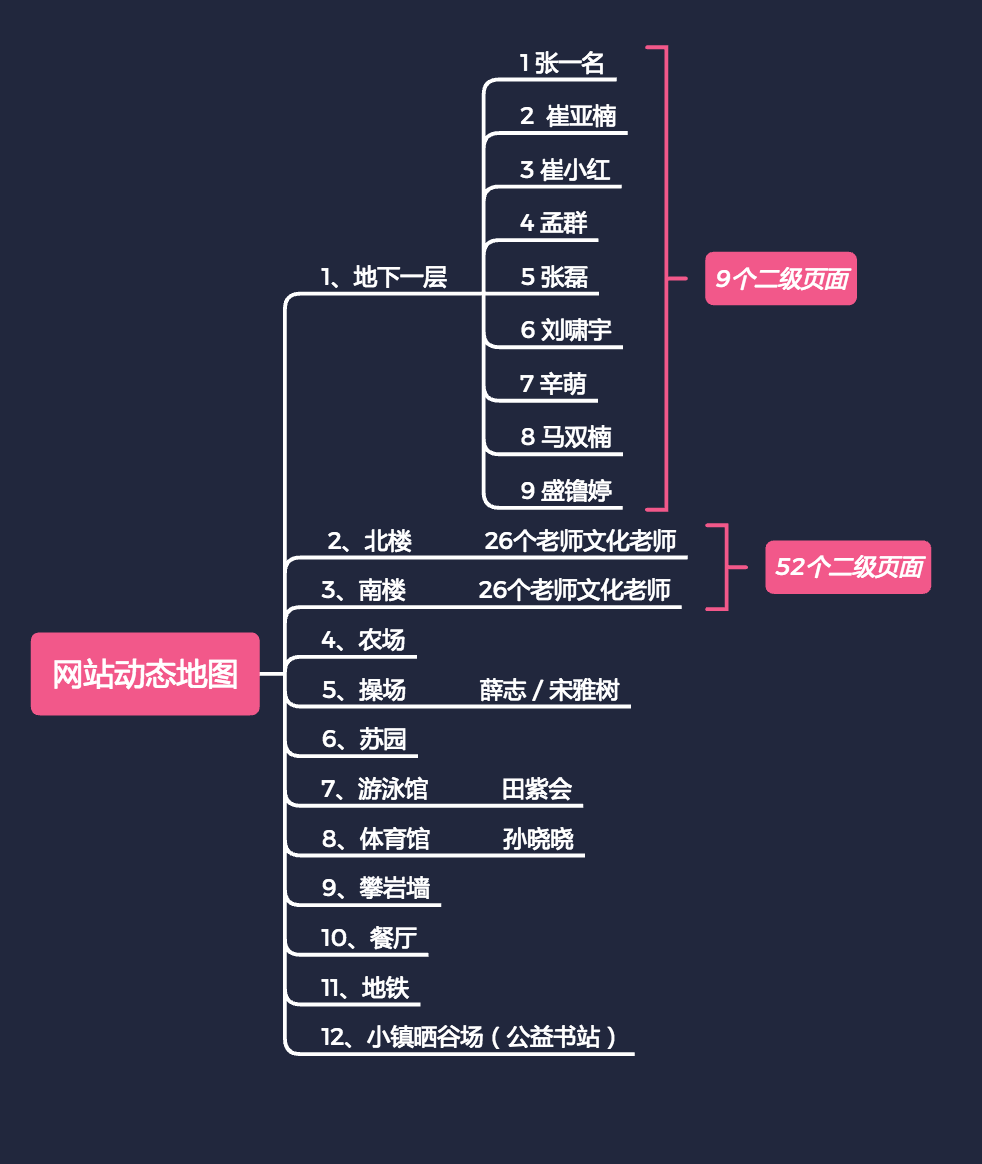 1 张一名
2 崔亚楠
3 崔小红
4 孟群
1、地下一层
5 张磊
9个二级页面
6 刘啸宇
7 辛萌
8 马双楠
9 盛镥婷
2、北楼 26个老师文化老师
52个二级页面
3、南楼 26个老师文化老师
4、农场
网站动态地图
5、操场 薛志 / 宋雅树
6、苏园
7、游泳馆 田紫会
8、体育馆 孙晓晓
9、攀岩墙
10、餐厅
11、地铁
12、小镇晒谷场（公益书站）